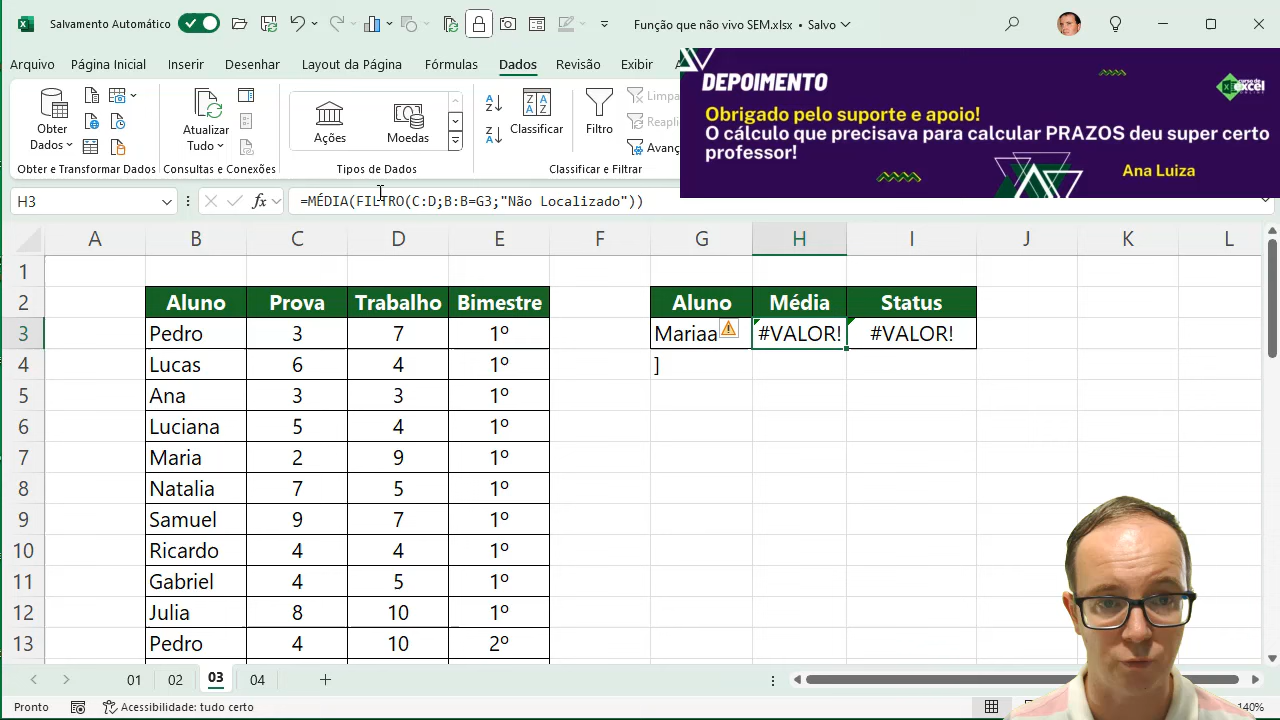 Salvamento Automático
Função que não vivo SEM.xlsx • Salvo
Arquivo Página Inicial Inserir Desenhar Layout da Página Fórmulas Dados Revisão Exibir
DEPOIMENTO
Obrigado pelo suporte e apoio!
O cálculo que precisava para calcular PRAZOS deu super certo
professor!
Ana Luiza
curso de
excel
ONLINE
Obter
Dados
Atualizar
Tudo
Ações
Moedas
Classificar
Filtro
Limpa
Reapli
Avanç
Obter e Transformar Dados Consultas e Conexões Tipos de Dados Classificar e Filtrar
H3 fx =MÉDIA(FILTRO(C:D;B:B=G3;"Não Localizado"))
A B C D E F G H I J K L
1
2 Aluno Prova Trabalho Bimestre Aluno Média Status
3 Pedro 3 7 1º Mariaa #VALOR! #VALOR!
4 Lucas 6 4 1º ]
5 Ana 3 3 1º
6 Luciana 5 4 1º
7 Maria 2 9 1º
8 Natalia 7 5 1º
9 Samuel 9 7 1º
10 Ricardo 4 4 1º
11 Gabriel 4 5 1º
12 Julia 8 10 1º
13 Pedro 4 10 2º
01 02 03 04
Pronto Acessibilidade: tudo certo 140%